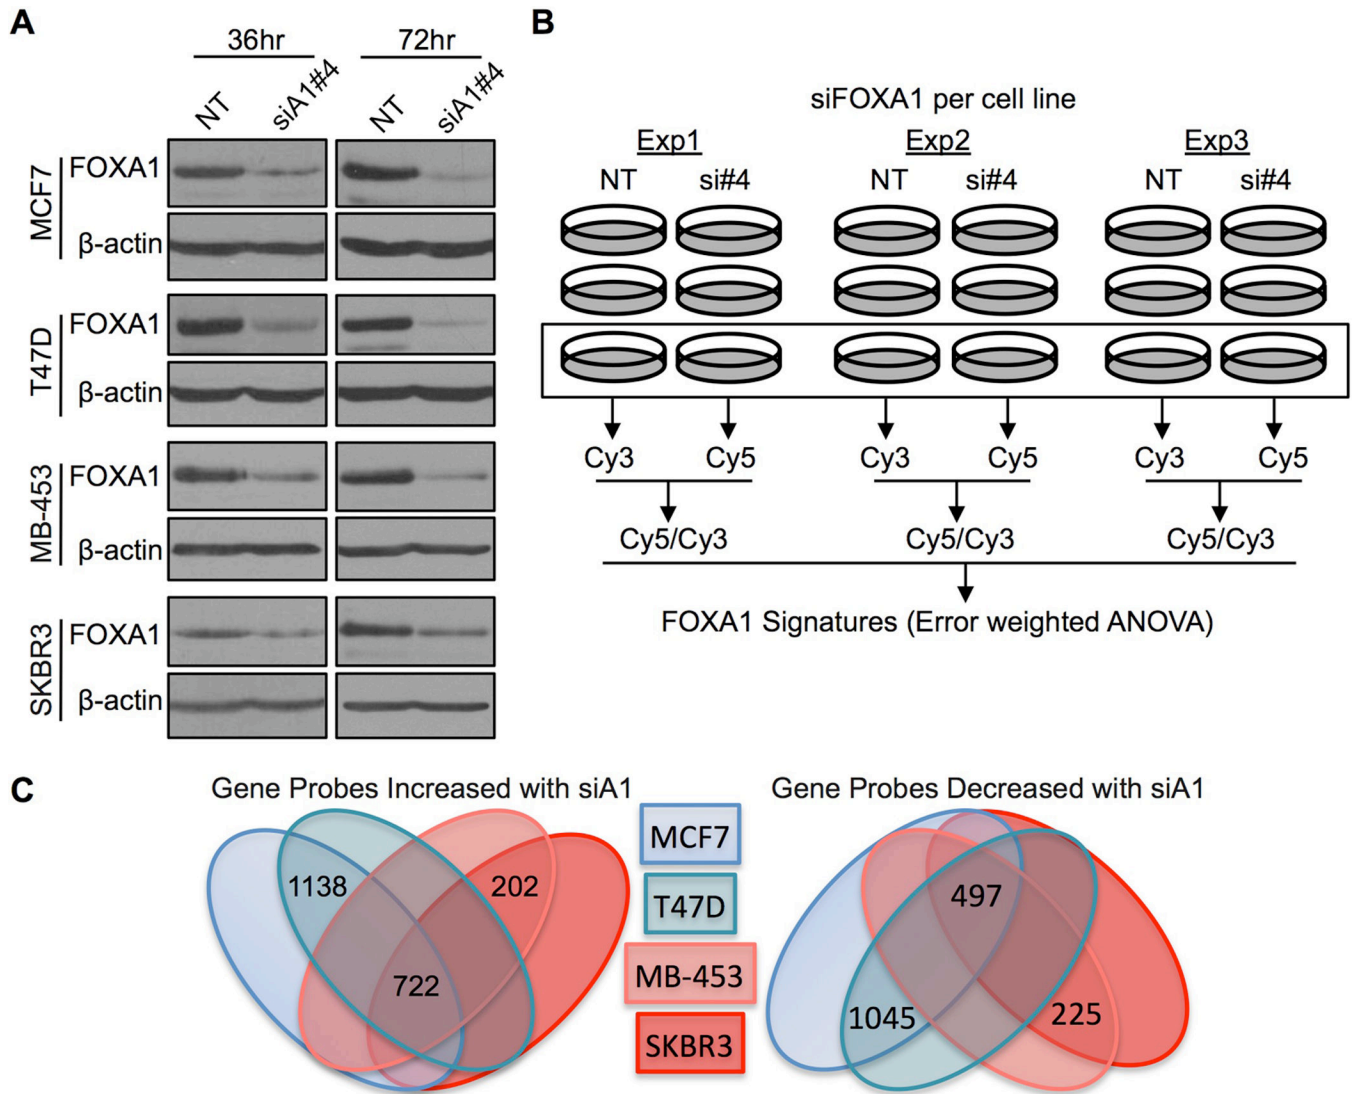 A
36hr
72hr
NT
siA1#4
NT
siA1#4
MCF7
FOXA1
β-actin
T47D
FOXA1
β-actin
MB-453
FOXA1
β-actin
SKBR3
FOXA1
β-actin
B
siFOXA1 per cell line
Exp1
Exp2
Exp3
NT
si#4
NT
si#4
NT
si#4
Cy3
Cy5
Cy3
Cy5
Cy3
Cy5
Cy5/Cy3
Cy5/Cy3
Cy5/Cy3
FOXA1 Signatures (Error weighted ANOVA)
C
Gene Probes Increased with siA1
1138
202
722
MCF7
T47D
MB-453
SKBR3
Gene Probes Decreased with siA1
497
1045
225